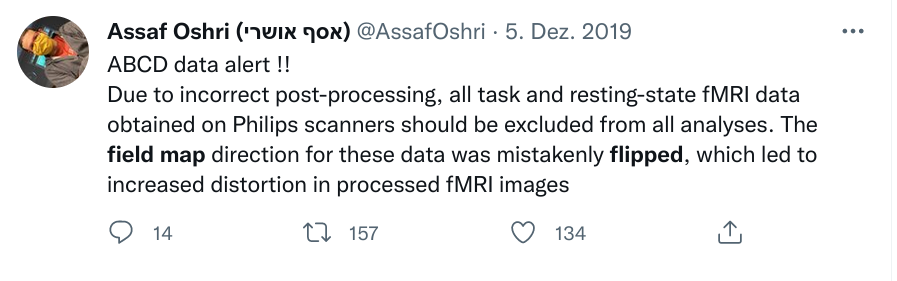 Assaf Oshri (אסף אושרי) @AssafOshri · 5. Dez. 2019
ABCD data alert !!
Due to incorrect post-processing, all task and resting-state fMRI data
obtained on Philips scanners should be excluded from all analyses. The
field map direction for these data was mistakenly flipped, which led to
increased distortion in processed fMRI images
14 157 134